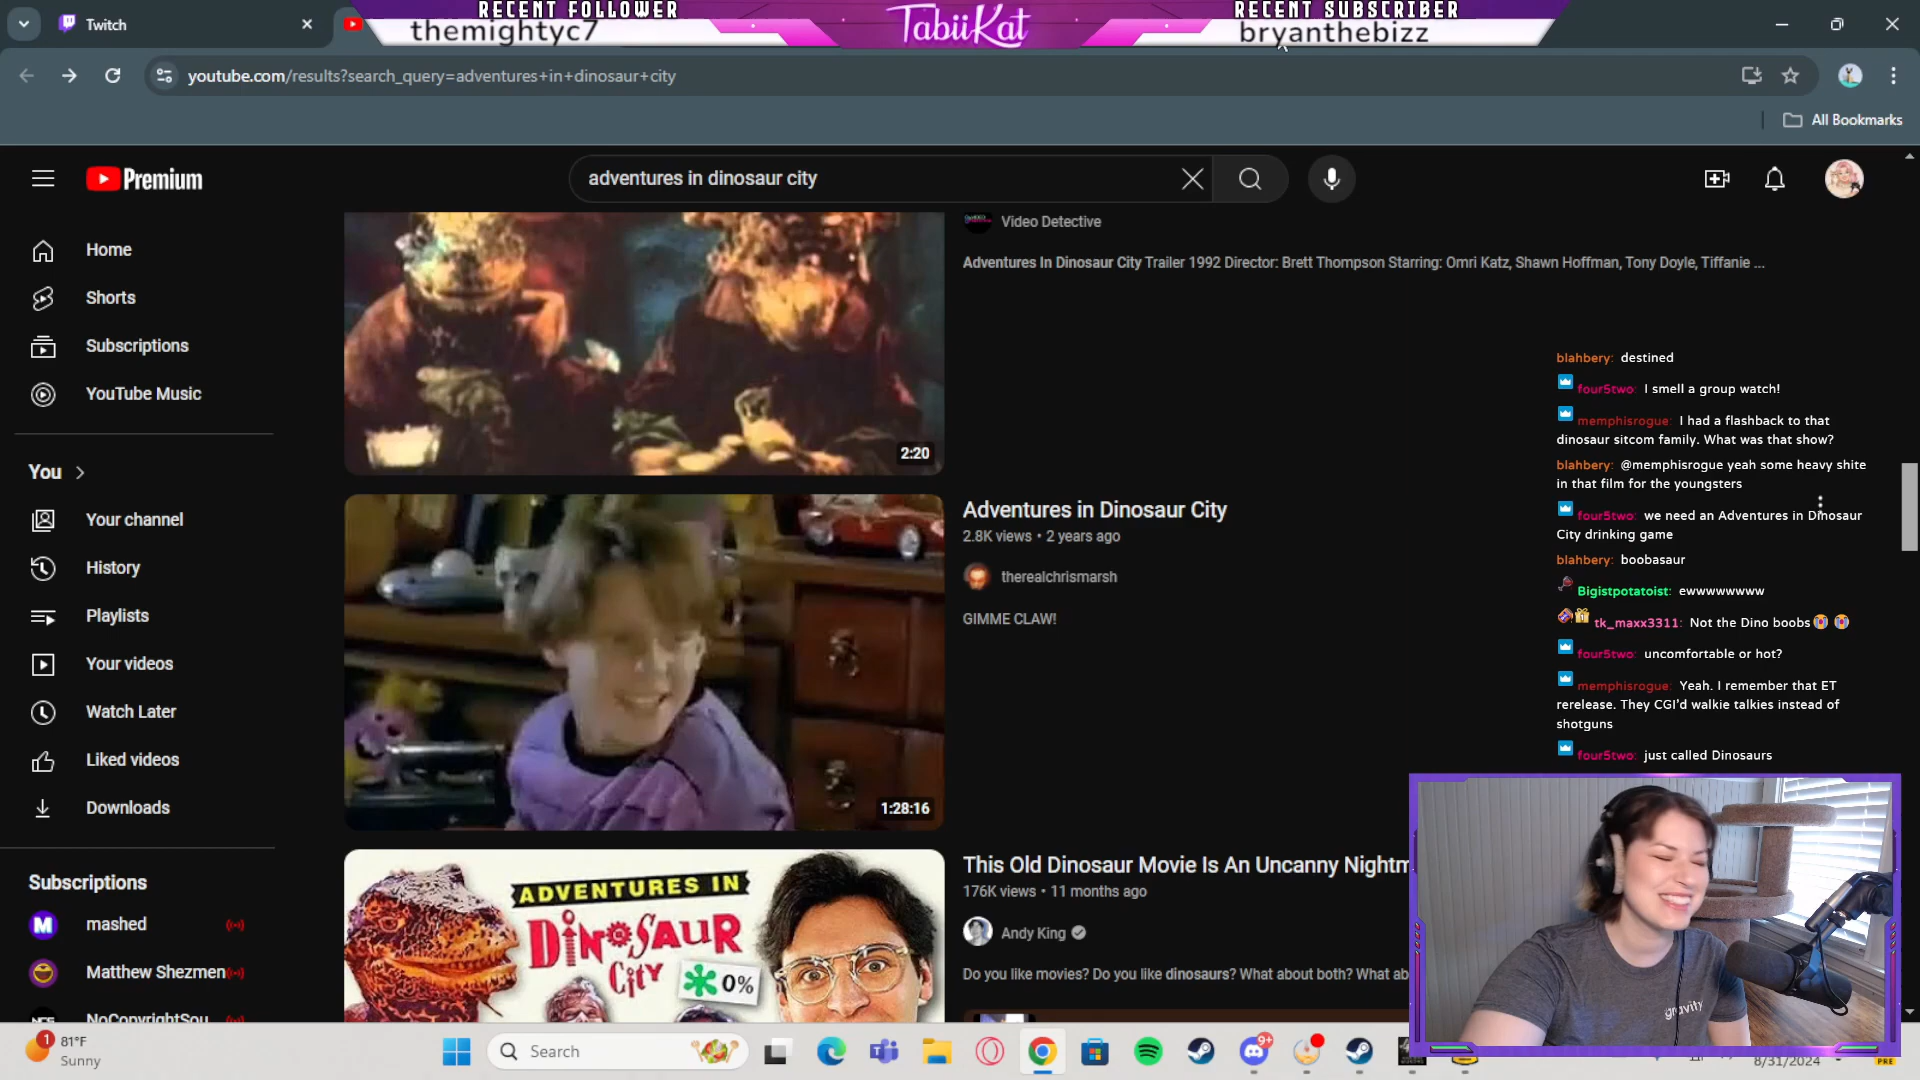 Twitch
RECENT FOLLOWER
themightyc7
TabiiKat
RECENT SUBSCRIBER
bryanthebizz
youtube.com/results?search_query=adventures+in+dinosaur+city
All Bookmarks
Premium
adventures in dinosaur city
Home
Shorts
Subscriptions
YouTube Music
You
Your channel
History
Playlists
Your videos
Watch Later
Liked videos
Downloads
Subscriptions
mashed
Matthew Shezmen
NoCopyrightSou
Video Detective
Adventures In Dinosaur City Trailer 1992 Director: Brett Thompson Starring: Omri Katz, Shawn Hoffman, Tony Doyle, Tiffanie ...
2:20
Adventures in Dinosaur City
2.8K views • 2 years ago
therealchrismarsh
GIMME CLAW!
1:28:16
This Old Dinosaur Movie Is An Uncanny Nightm
176K views • 11 months ago
Andy King
Do you like movies? Do you like dinosaurs? What about both? What ab
ADVENTURES IN
DINOSAUR
CITY
0%
blahbery: destined
four5two: I smell a group watch!
memphisrogue: I had a flashback to that
dinosaur sitcom family. What was that show?
blahbery: @memphisrogue yeah some heavy shite
in that film for the youngsters
four5two: we need an Adventures in Dinosaur
City drinking game
blahbery: boobasaur
Bigistpotatoist: ewwwwwwww
tk_maxx3311: Not the Dino boobs
four5two: uncomfortable or hot?
memphisrogue: Yeah. I remember that ET
rerelease. They CGI'd walkie talkies instead of
shotguns
four5two: just called Dinosaurs
gravity
1
81°F
Sunny
Search
9+
8/31/2024
PRE